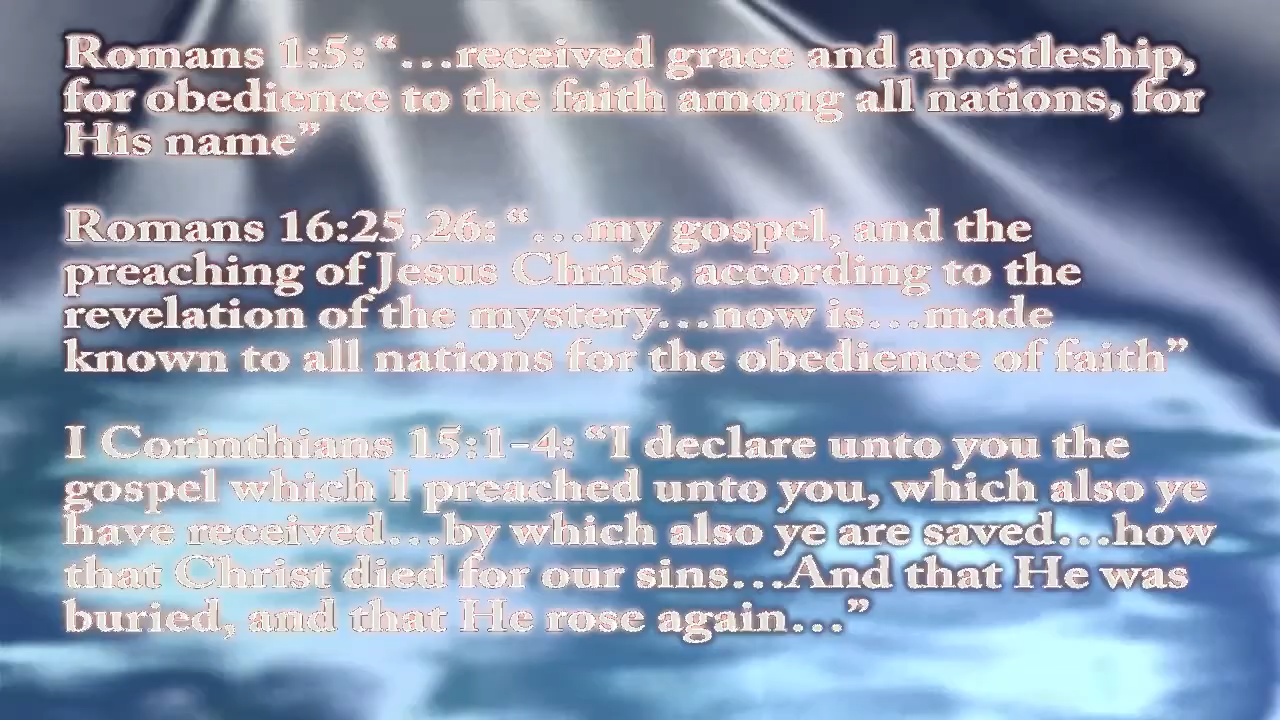 Romans 1:5: “…received grace and apostleship,
for obedience to the faith among all nations, for
His name”
Romans 16:25,26: “…my gospel, and the
preaching of Jesus Christ, according to the
revelation of the mystery…now is…made
known to all nations for the obedience of faith”
I Corinthians 15:1-4: “I declare unto you the
gospel which I preached unto you, which also ye
have received…by which also ye are saved…how
that Christ died for our sins…And that He was
buried, and that He rose again…”